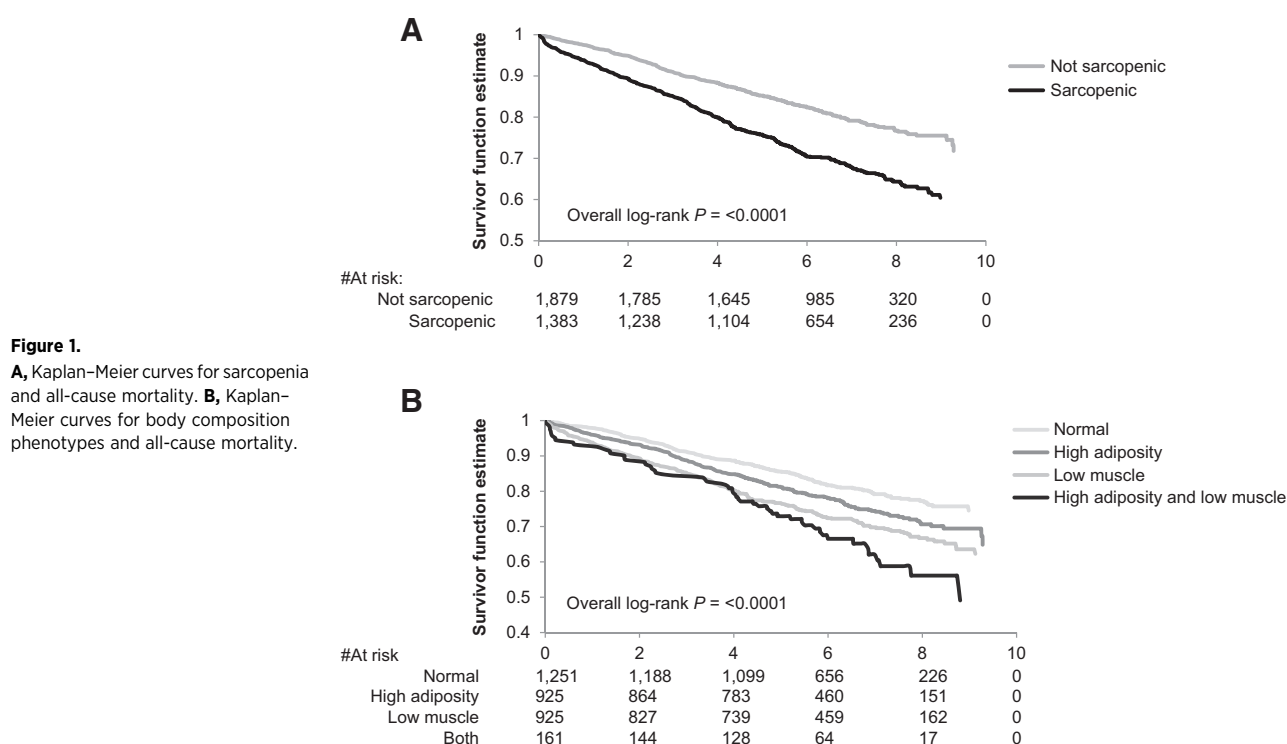 A
Survivor function estimate
1
0.9
0.8
0.7
0.6
0.5
Overall log-rank P = <0.0001
Not sarcopenic
Sarcopenic
0 2 4 6 8 10
#At risk:
Not sarcopenic 1,879 1,785 1,645 985 320 0
Sarcopenic 1,383 1,238 1,104 654 236 0
Figure 1.
A, Kaplan–Meier curves for sarcopenia
and all-cause mortality. B, Kaplan–
Meier curves for body composition
phenotypes and all-cause mortality.
B
Survivor function estimate
1
0.9
0.8
0.7
0.6
0.5
0.4
Overall log-rank P = <0.0001
Normal
High adiposity
Low muscle
High adiposity and low muscle
0 2 4 6 8 10
#At risk
Normal 1,251 1,188 1,099 656 226 0
High adiposity 925 864 783 460 151 0
Low muscle 925 827 739 459 162 0
Both 161 144 128 64 17 0